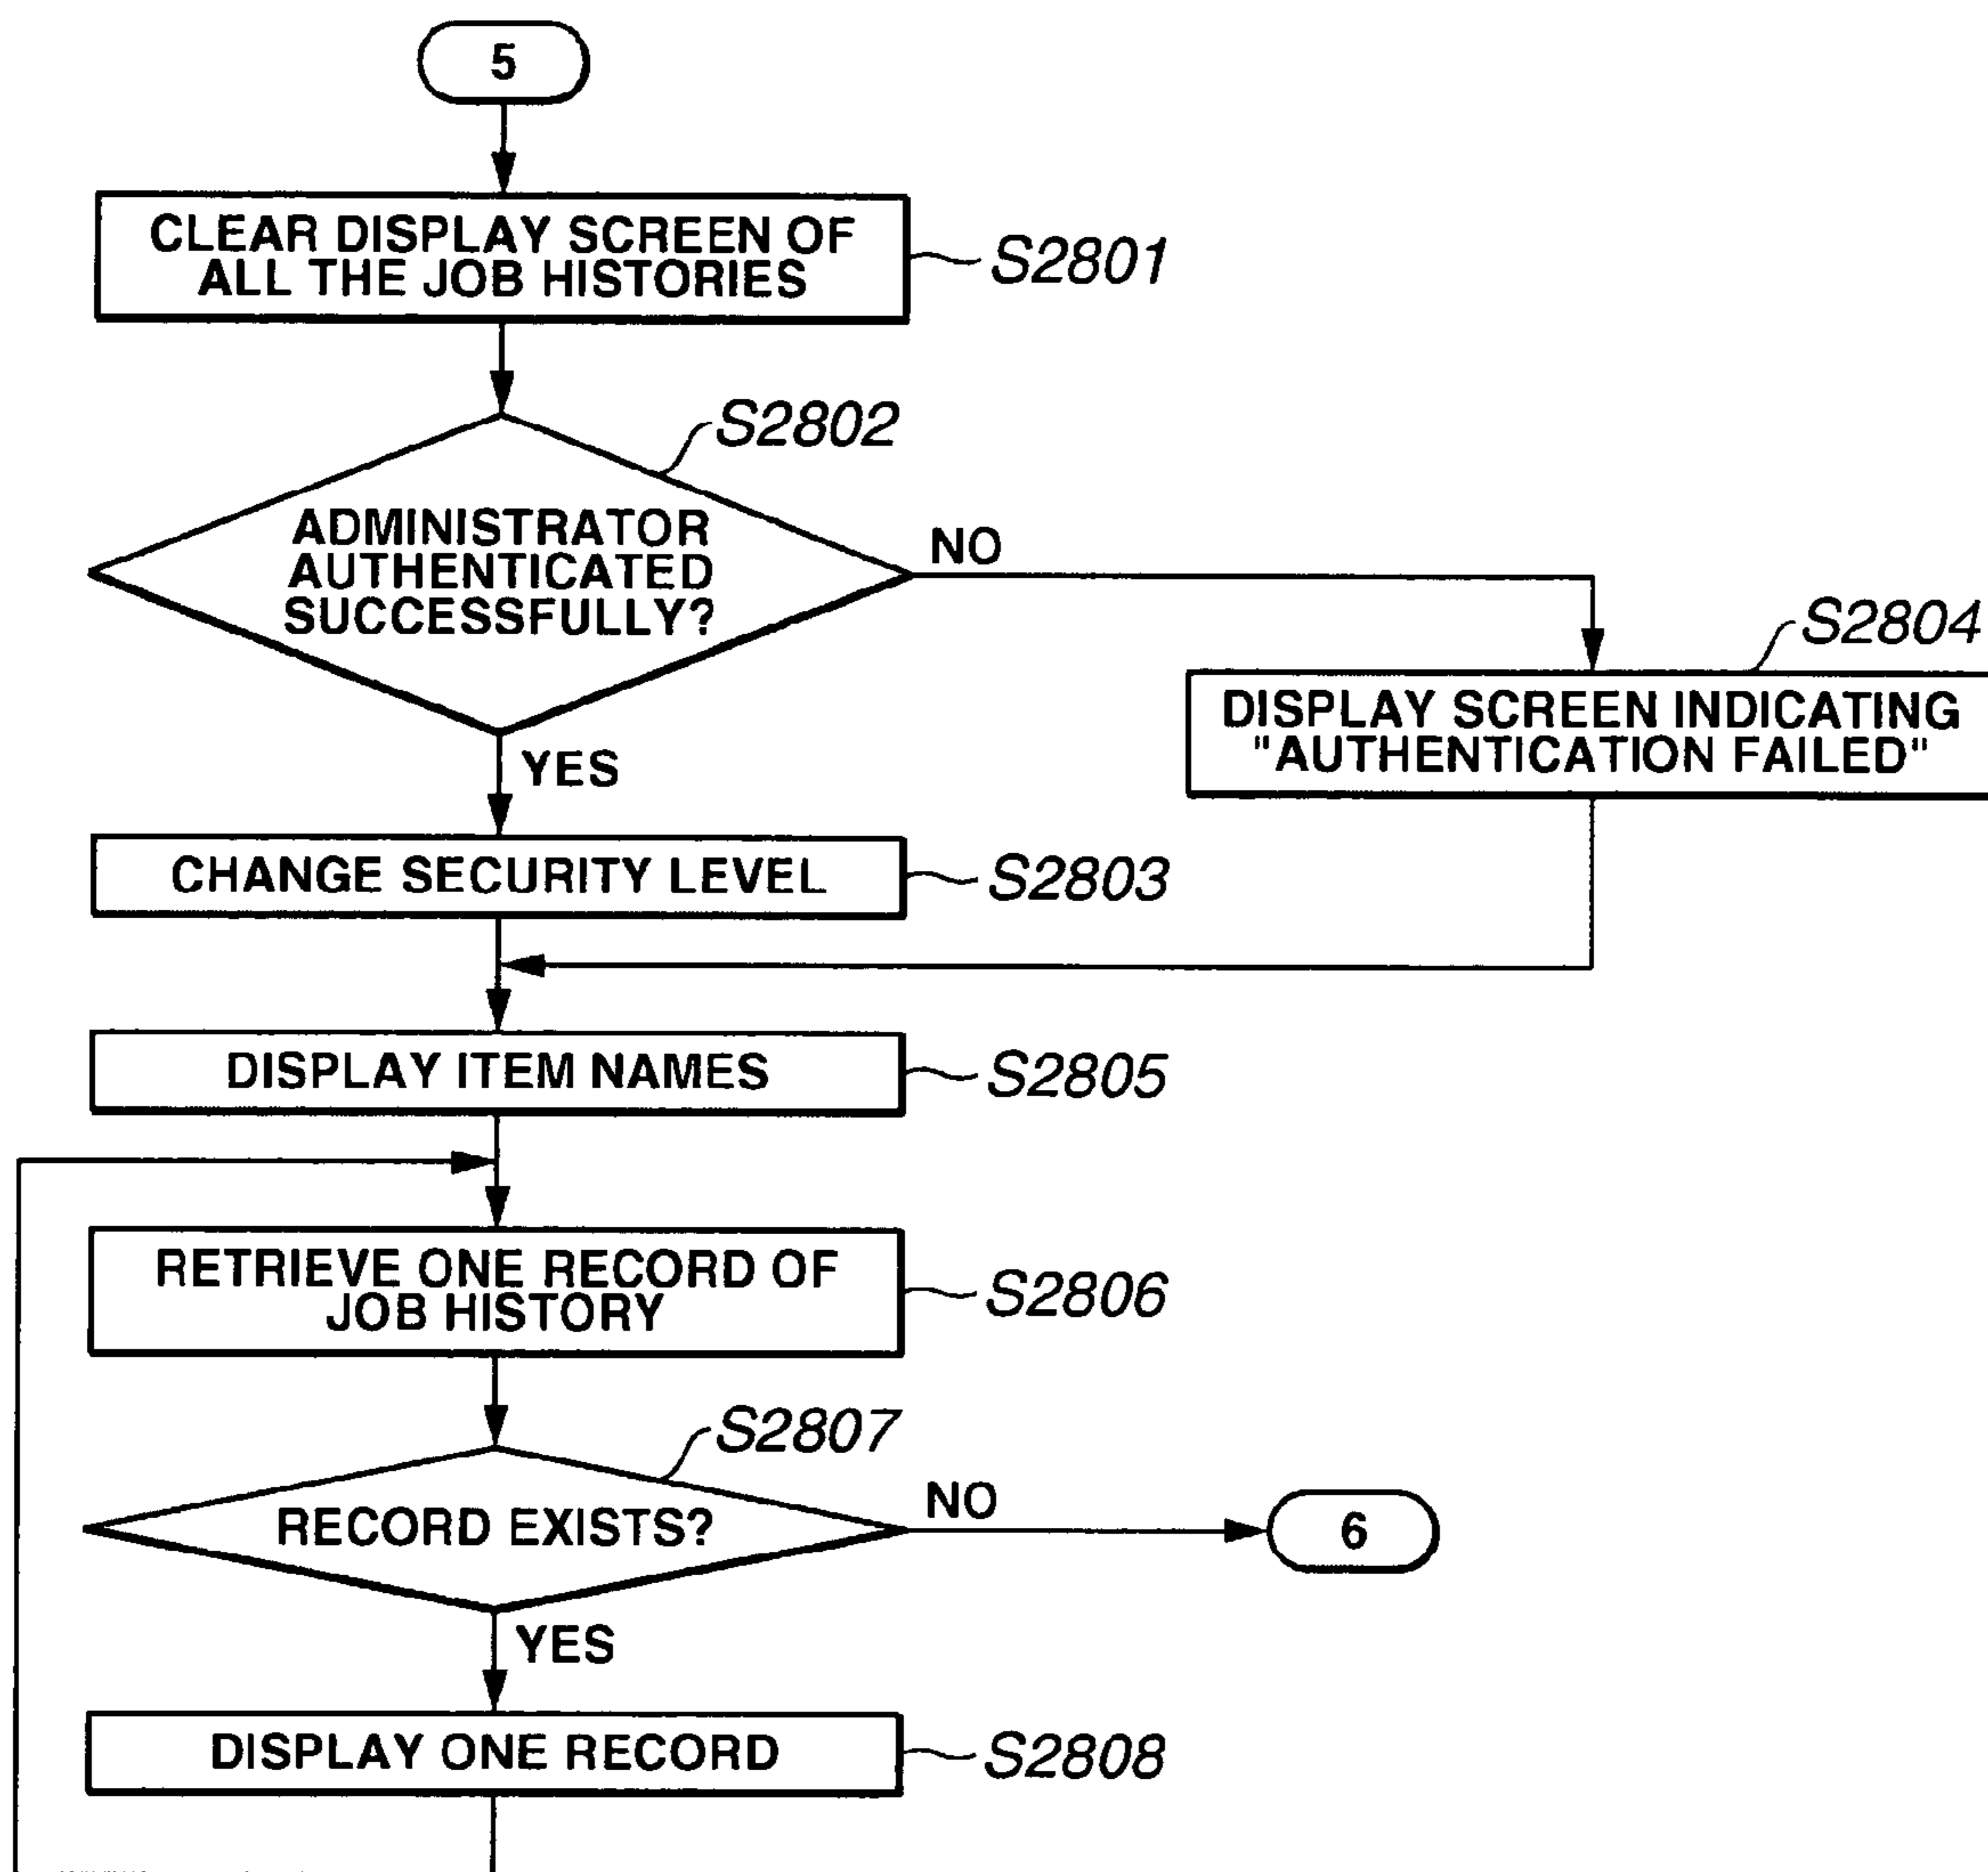 5
CLEAR DISPLAY SCREEN OF
ALL THE JOB HISTORIES
S2801
S2802
ADMINISTRATOR
AUTHENTICATED
SUCCESSFULLY?
NO
S2804
DISPLAY SCREEN INDICATING
"AUTHENTICATION FAILED"
YES
CHANGE SECURITY LEVEL
S2803
DISPLAY ITEM NAMES
S2805
RETRIEVE ONE RECORD OF
JOB HISTORY
S2806
S2807
RECORD EXISTS?
NO
6
YES
DISPLAY ONE RECORD
S2808